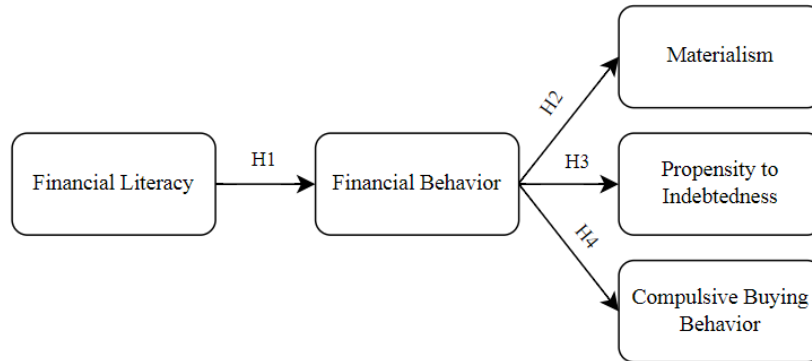 Materialism
H2
H1
Financial Literacy
Financial Behavior
H3
Propensity to
Indebtedness
H4
Compulsive Buying
Behavior